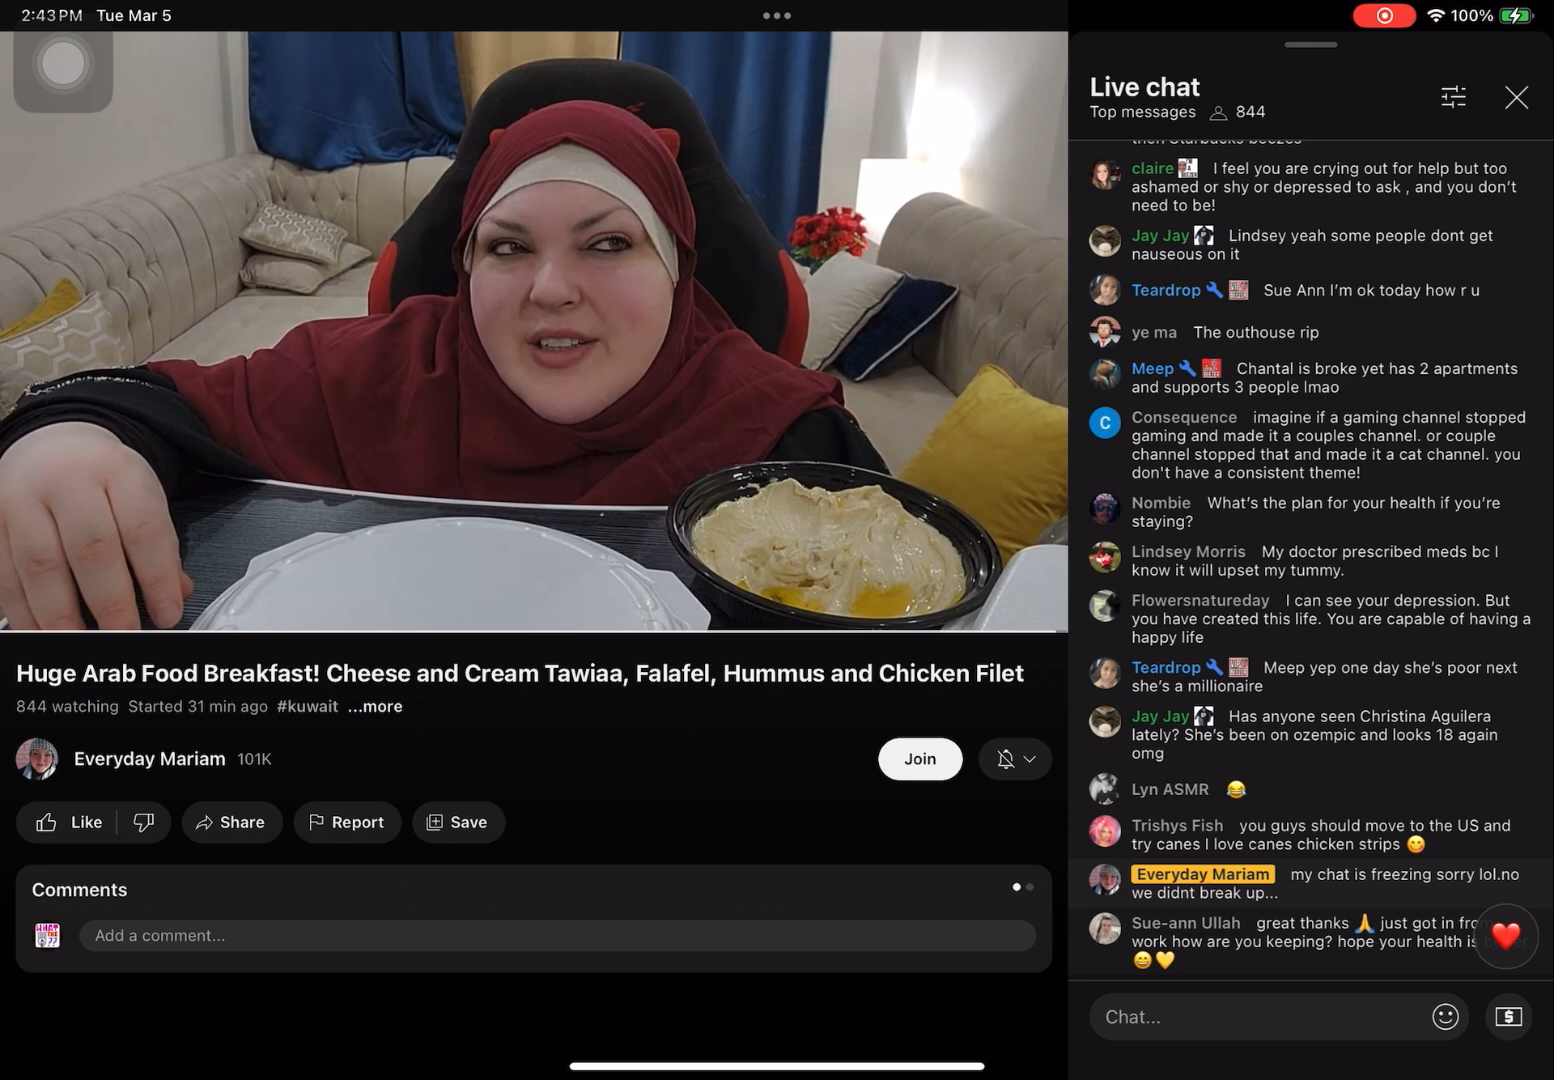 2:43 PM Tue Mar 5
100%
Live chat
Top messages 844
claire I feel you are crying out for help but too
ashamed or shy or depressed to ask , and you don't
need to be!
Jay Jay Lindsey yeah some people dont get
nauseous on it
Teardrop Sue Ann I'm ok today how r u
ye ma The outhouse rip
Meep Chantal is broke yet has 2 apartments
and supports 3 people lmao
C Consequence imagine if a gaming channel stopped
gaming and made it a couples channel. or couple
channel stopped that and made it a cat channel. you
don't have a consistent theme!
Nombie What's the plan for your health if you're
staying?
Lindsey Morris My doctor prescribed meds bc I
know it will upset my tummy.
Flowersnatureday I can see your depression. But
you have created this life. You are capable of having a
happy life
Teardrop Meep yep one day she's poor next
she's a millionaire
Jay Jay Has anyone seen Christina Aguilera
lately? She's been on ozempic and looks 18 again
omg
Lyn ASMR 😂
Trishys Fish you guys should move to the US and
try canes I love canes chicken strips 😋
Everyday Mariam my chat is freezing sorry lol.no
we didnt break up...
Sue-ann Ullah great thanks 🙏 just got in from
work how are you keeping? hope your health is
😄💛
Chat...
Huge Arab Food Breakfast! Cheese and Cream Tawiaa, Falafel, Hummus and Chicken Filet
844 watching Started 31 min ago #kuwait ...more
Everyday Mariam 101K
Join
Like Share Report Save
Comments
Add a comment...